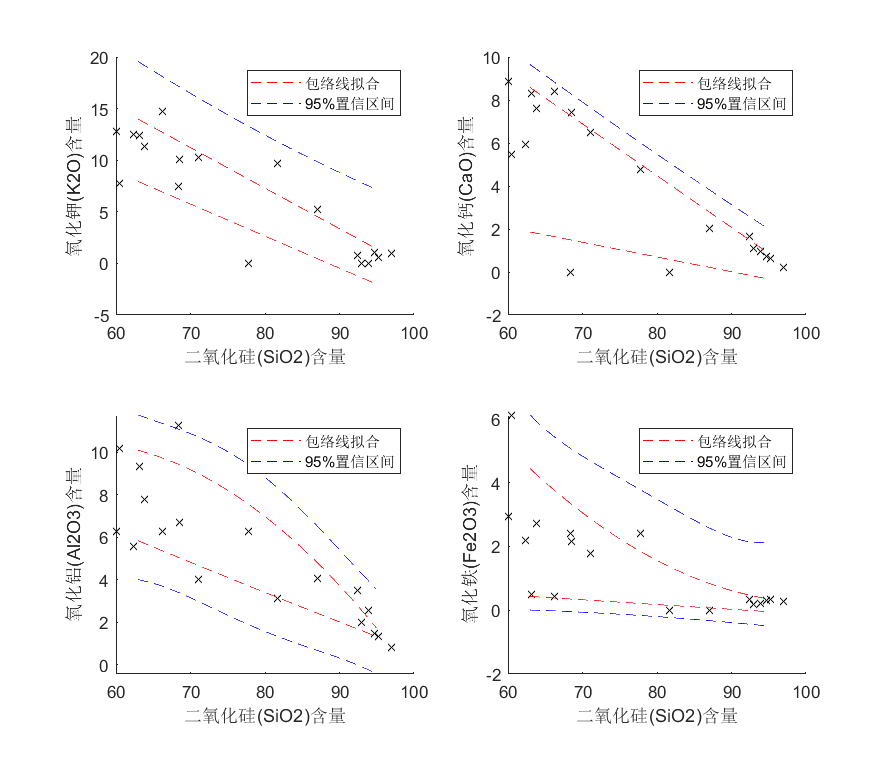 20
15
10
5
0
-5
60
70
80
90
100
氧化钾(K2O)含量
二氧化硅(SiO2)含量
包络线拟合
95%置信区间
10
8
6
4
2
0
-2
60
70
80
90
100
氧化钙(CaO)含量
二氧化硅(SiO2)含量
包络线拟合
95%置信区间
10
8
6
4
2
0
60
70
80
90
100
氧化铝(Al2O3)含量
二氧化硅(SiO2)含量
包络线拟合
95%置信区间
6
4
2
0
-2
60
70
80
90
100
氧化铁(Fe2O3)含量
二氧化硅(SiO2)含量
包络线拟合
95%置信区间